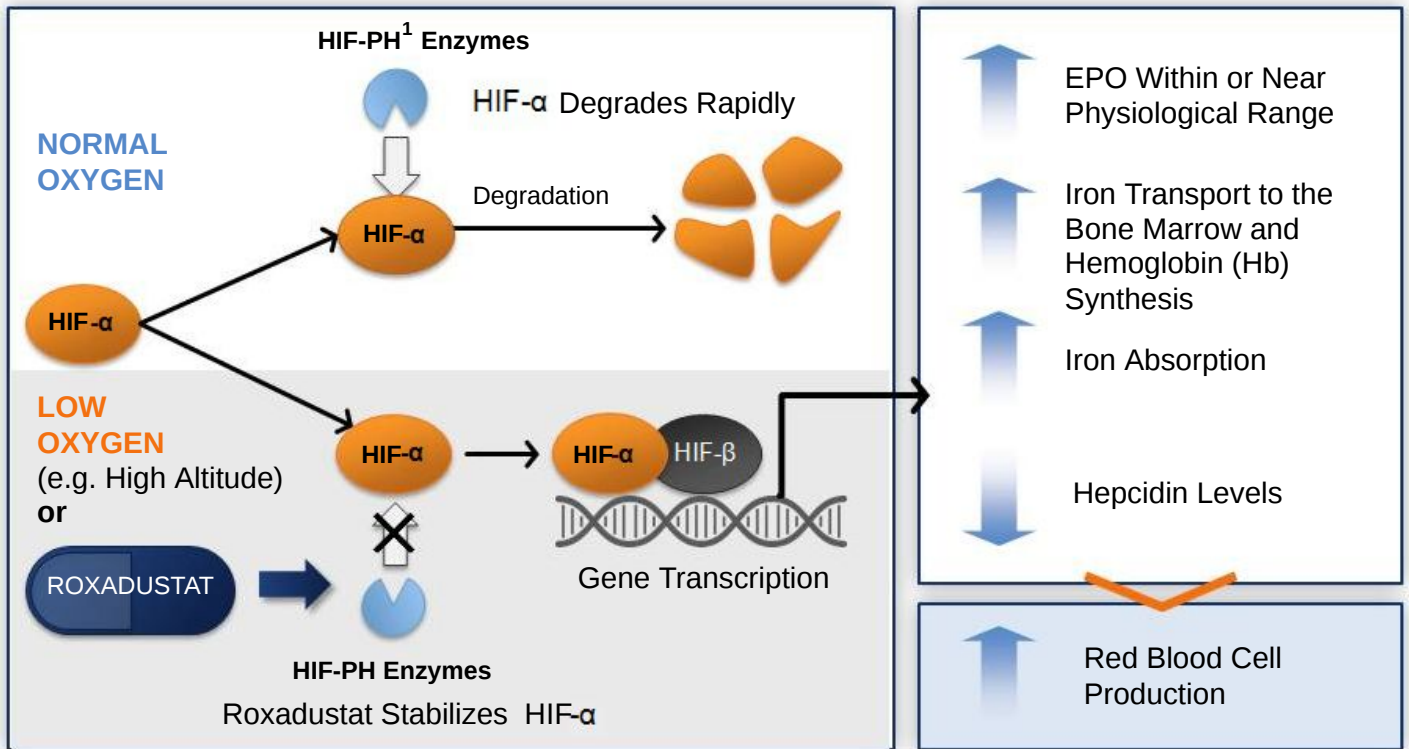 HIF-PH¹ Enzymes
HIF-α Degrades Rapidly
NORMAL
OXYGEN
Degradation
HIF-α
HIF-α
LOW
OXYGEN
(e.g. High Altitude)
or
ROXADUSTAT
HIF-α
HIF-α
HIF-β
Gene Transcription
HIF-PH Enzymes
Roxadustat Stabilizes HIF-α
EPO Within or Near
Physiological Range
Iron Transport to the
Bone Marrow and
Hemoglobin (Hb)
Synthesis
Iron Absorption
Hepcidin Levels
Red Blood Cell
Production